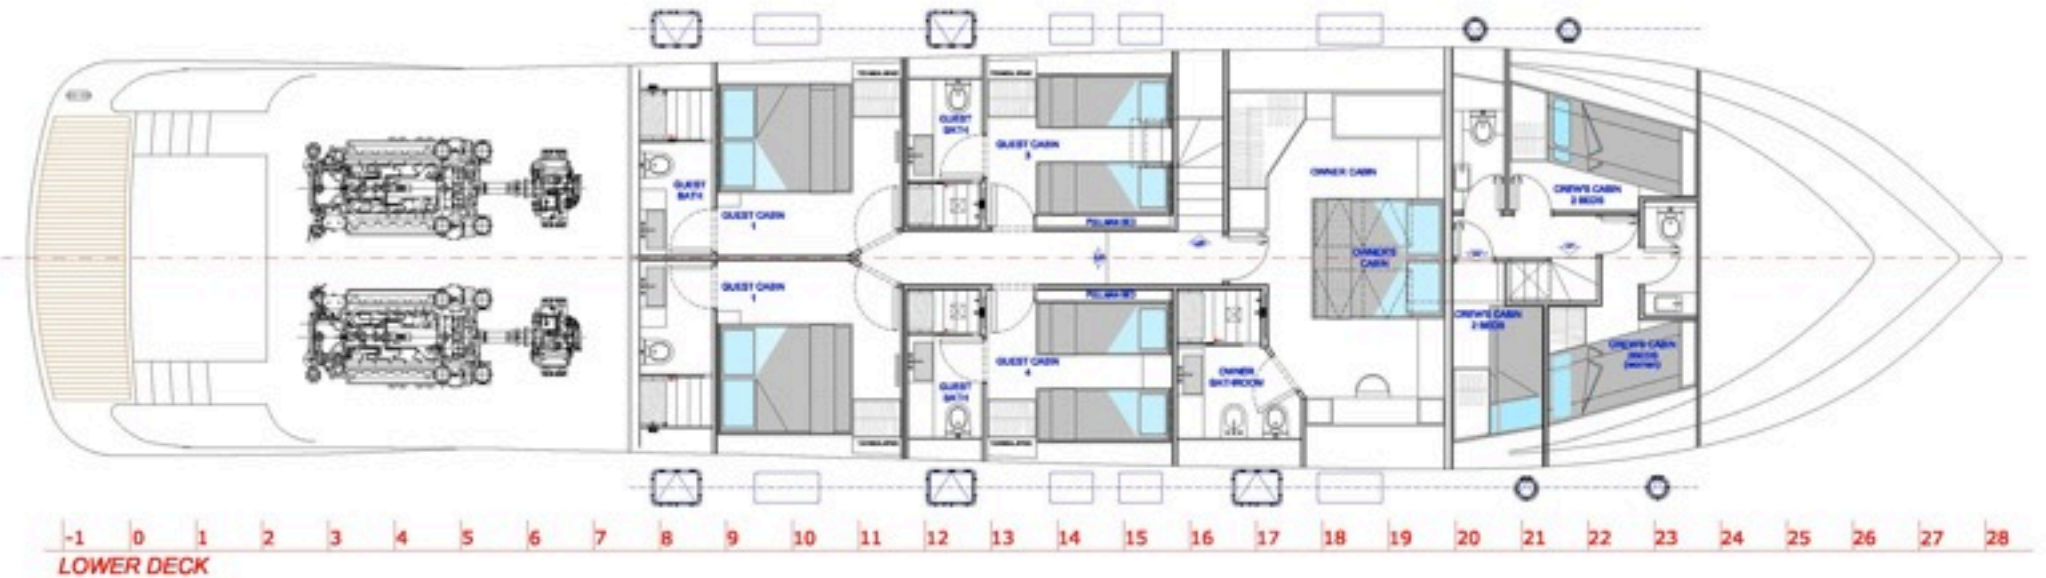 GUEST
BATH
GUEST CABIN
1
GUEST CABIN
1
GUEST
BATH
GUEST CABIN
3
PULLMAN BED
PULLMAN BED
GUEST CABIN
4
GUEST
BATH
OWNER CABIN
OWNER'S
CABIN
OWNER
BATHROOM
CREW'S CABIN
2 BEDS
CREW'S CABIN
2 BEDS
CREW'S CABIN
-1 0 1 2 3 4 5 6 7 8 9 10 11 12 13 14 15 16 17 18 19 20 21 22 23 24 25 26 27 28
LOWER DECK